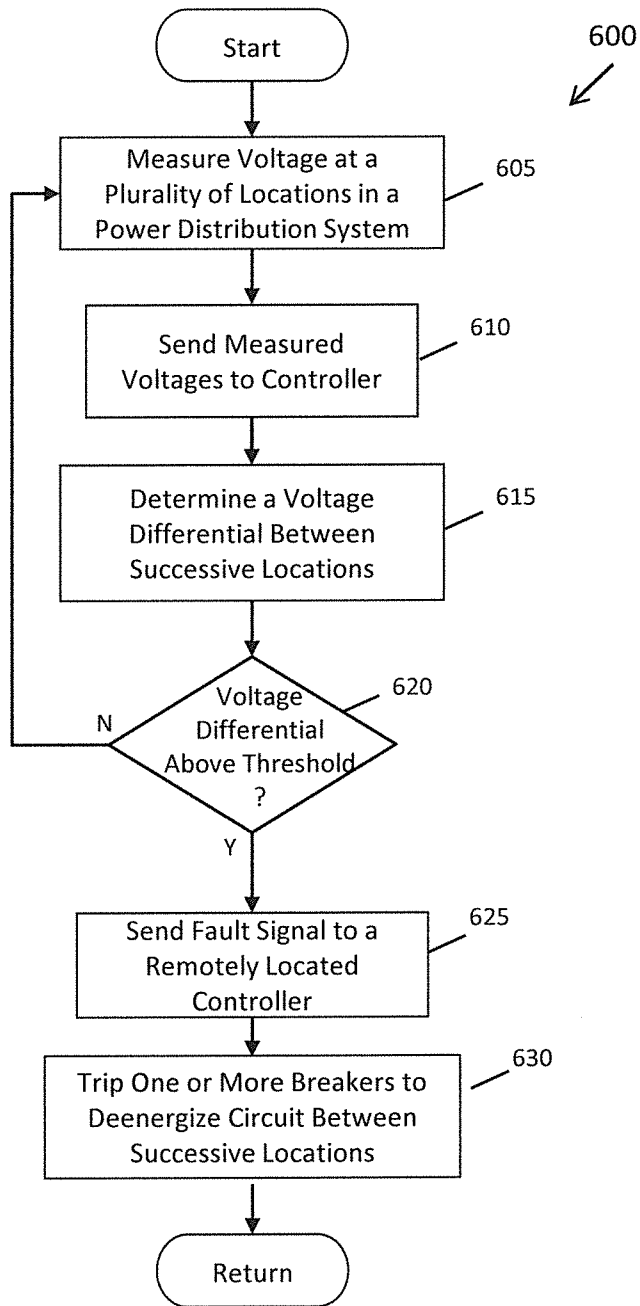 Start
600
Measure Voltage at a
Plurality of Locations in a
Power Distribution System
605
Send Measured
Voltages to Controller
610
Determine a Voltage
Differential Between
Successive Locations
615
Voltage
Differential
Above Threshold
?
620
N
Y
Send Fault Signal to a
Remotely Located
Controller
625
Trip One or More Breakers to
Deenergize Circuit Between
Successive Locations
630
Return